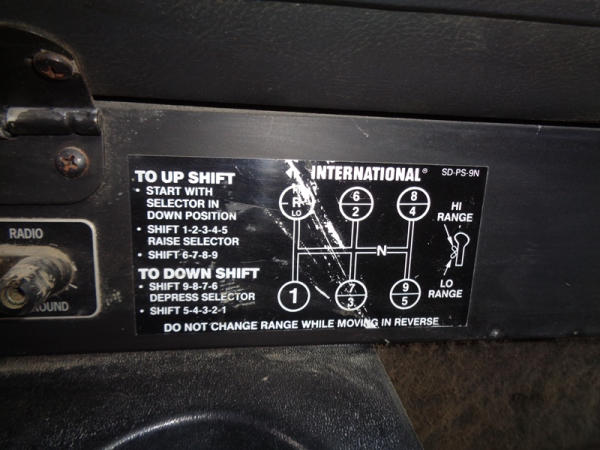 TO UP SHIFT
• START WITH
SELECTOR IN
DOWN POSITION
• SHIFT 1-2-3-4-5
RAISE SELECTOR
• SHIFT 6-7-8-9
TO DOWN SHIFT
• SHIFT 9-8-7-6
DEPRESS SELECTOR
• SHIFT 5-4-3-2-1
INTERNATIONAL®
SD-PS-9N
R
LO
6
2
8
4
N
1
7
3
9
5
HI
RANGE
LO
RANGE
DO NOT CHANGE RANGE WHILE MOVING IN REVERSE
RADIO